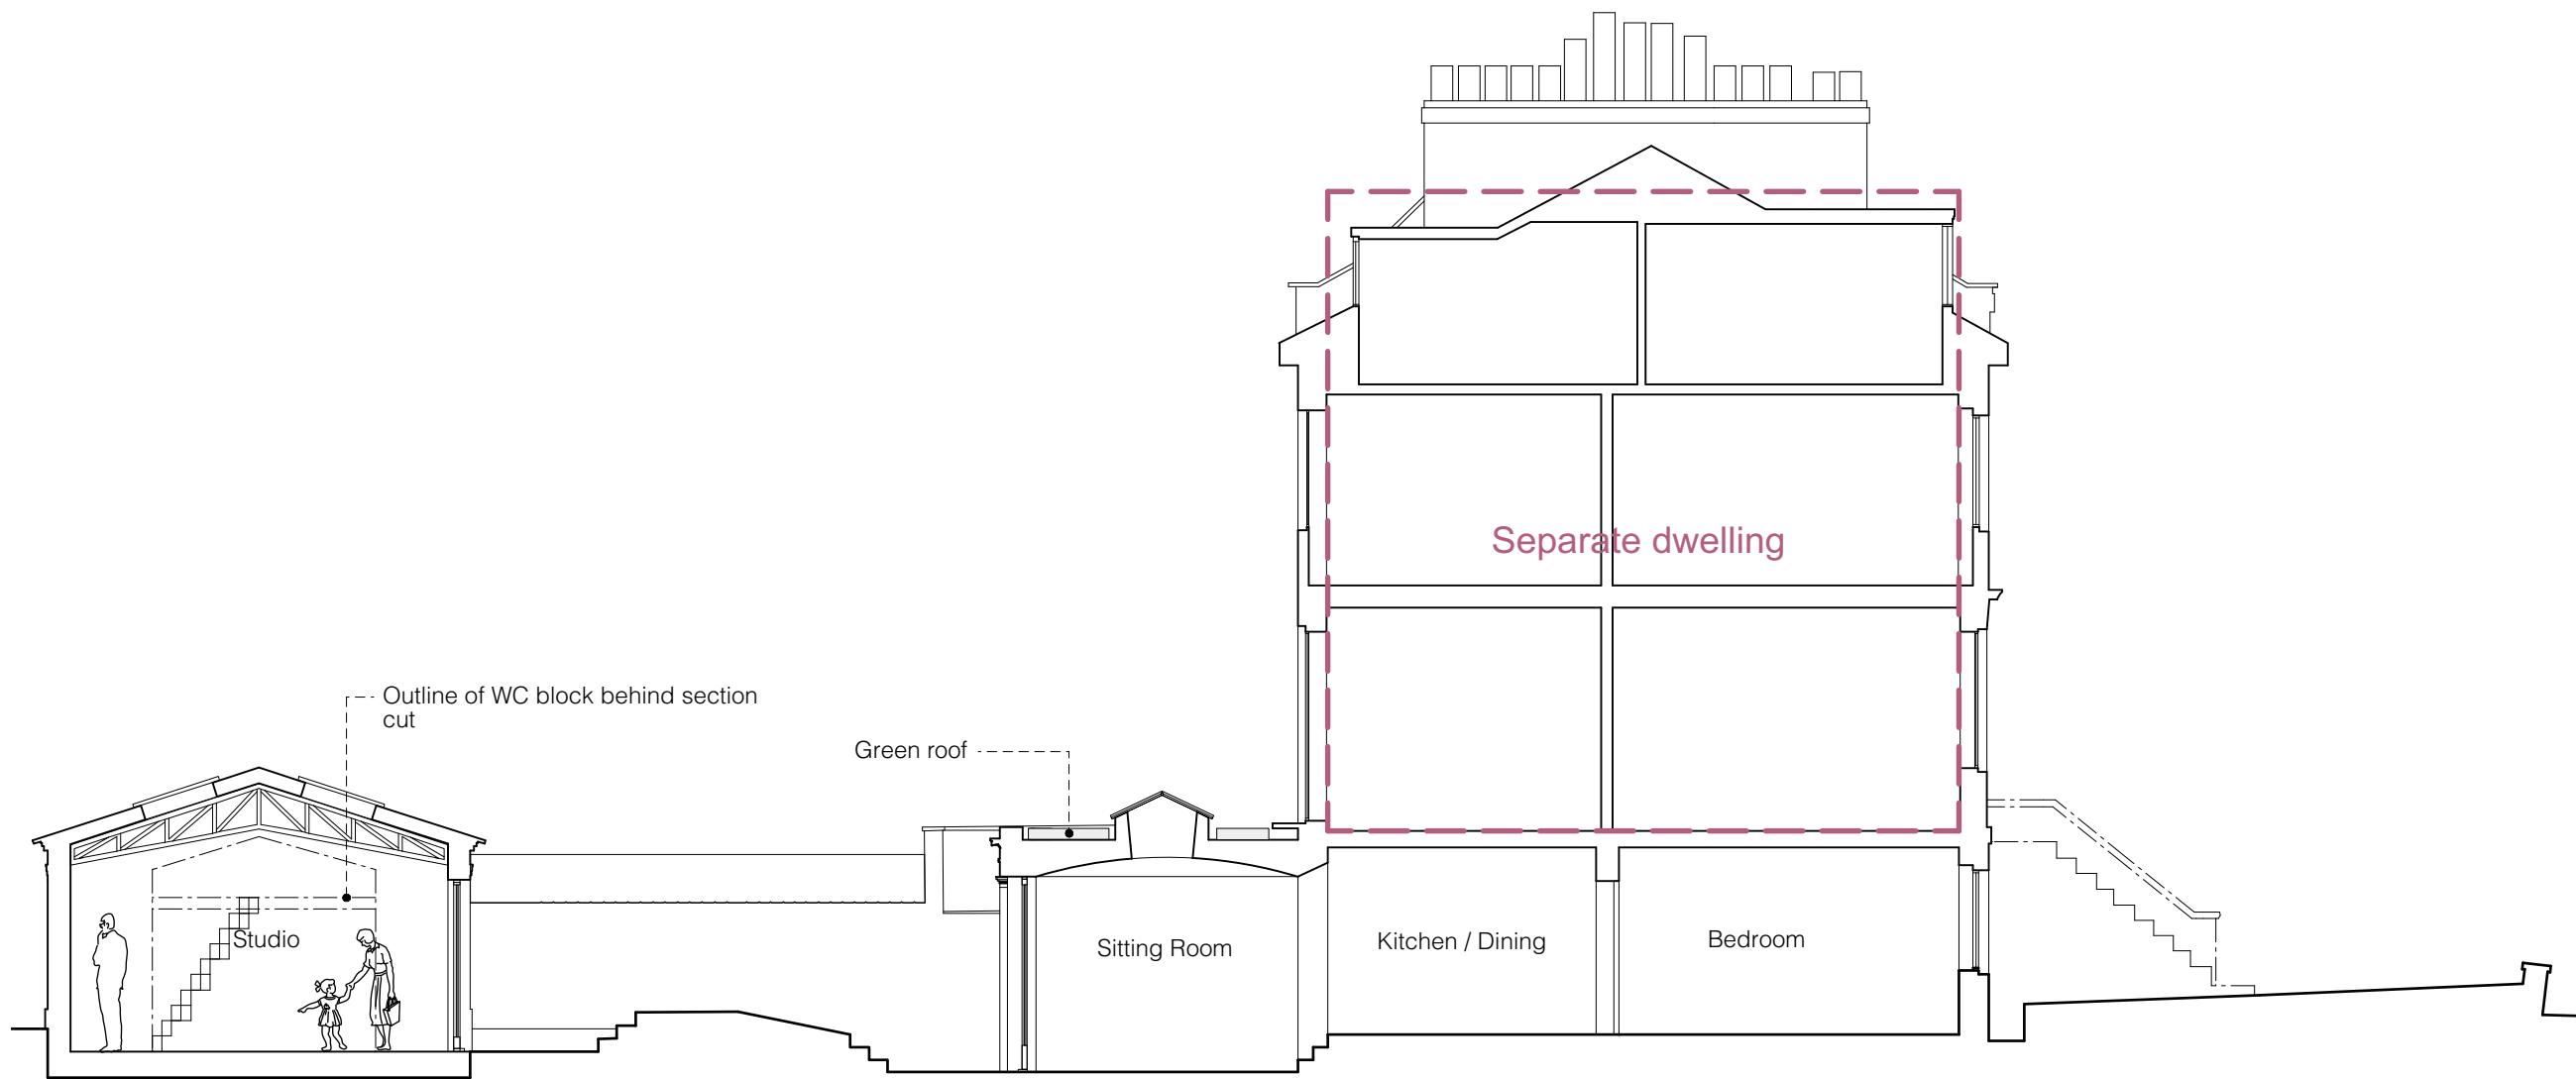 Separate dwelling
Outline of WC block behind section
cut
Green roof
Studio
Sitting Room
Kitchen / Dining
Bedroom